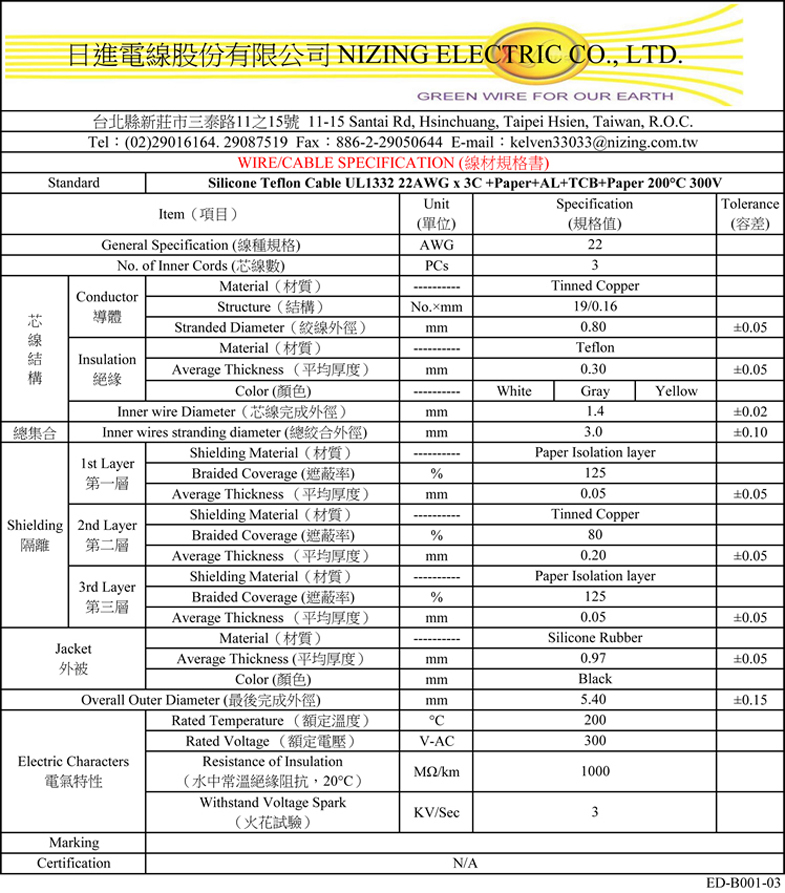 日進電線股份有限公司 NIZING ELECTRIC CO., LTD.
GREEN WIRE FOR OUR EARTH
台北縣新莊市三泰路11之15號 11-15 Santai Rd, Hsinchuang, Taipei Hsien, Taiwan, R.O.C.
Tel：(02)29016164. 29087519 Fax：886-2-29050644 E-mail：kelven33033@nizing.com.tw
WIRE/CABLE SPECIFICATION (線材規格書)
Standard Silicone Teflon Cable UL1332 22AWG x 3C +Paper+AL+TCB+Paper 200°C 300V
Item（項目） Unit (單位) Specification (規格值) Tolerance (容差)
General Specification (線種規格) AWG 22
No. of Inner Cords (芯線數) PCs 3
芯線結構 Conductor 導體 Material（材質） ---------- Tinned Copper
Structure（結構） No.×mm 19/0.16
Stranded Diameter（絞線外徑） mm 0.80 ±0.05
Insulation 絕緣 Material（材質） ---------- Teflon
Average Thickness （平均厚度） mm 0.30 ±0.05
Color (顏色) ---------- White Gray Yellow
Inner wire Diameter（芯線完成外徑） mm 1.4 ±0.02
總集合 Inner wires stranding diameter (總絞合外徑) mm 3.0 ±0.10
Shielding 隔離 1st Layer 第一層 Shielding Material（材質） ---------- Paper Isolation layer
Braided Coverage (遮蔽率) % 125
Average Thickness （平均厚度） mm 0.05 ±0.05
2nd Layer 第二層 Shielding Material（材質） ---------- Tinned Copper
Braided Coverage (遮蔽率) % 80
Average Thickness （平均厚度） mm 0.20 ±0.05
3rd Layer 第三層 Shielding Material（材質） ---------- Paper Isolation layer
Braided Coverage (遮蔽率) % 125
Average Thickness （平均厚度） mm 0.05 ±0.05
Jacket 外被 Material（材質） ---------- Silicone Rubber
Average Thickness (平均厚度） mm 0.97 ±0.05
Color (顏色) mm Black
Overall Outer Diameter (最後完成外徑) mm 5.40 ±0.15
Electric Characters 電氣特性 Rated Temperature （額定溫度） °C 200
Rated Voltage （額定電壓） V-AC 300
Resistance of Insulation （水中常溫絕緣阻抗，20°C） MΩ/km 1000
Withstand Voltage Spark （火花試驗） KV/Sec 3
Marking
Certification N/A
ED-B001-03